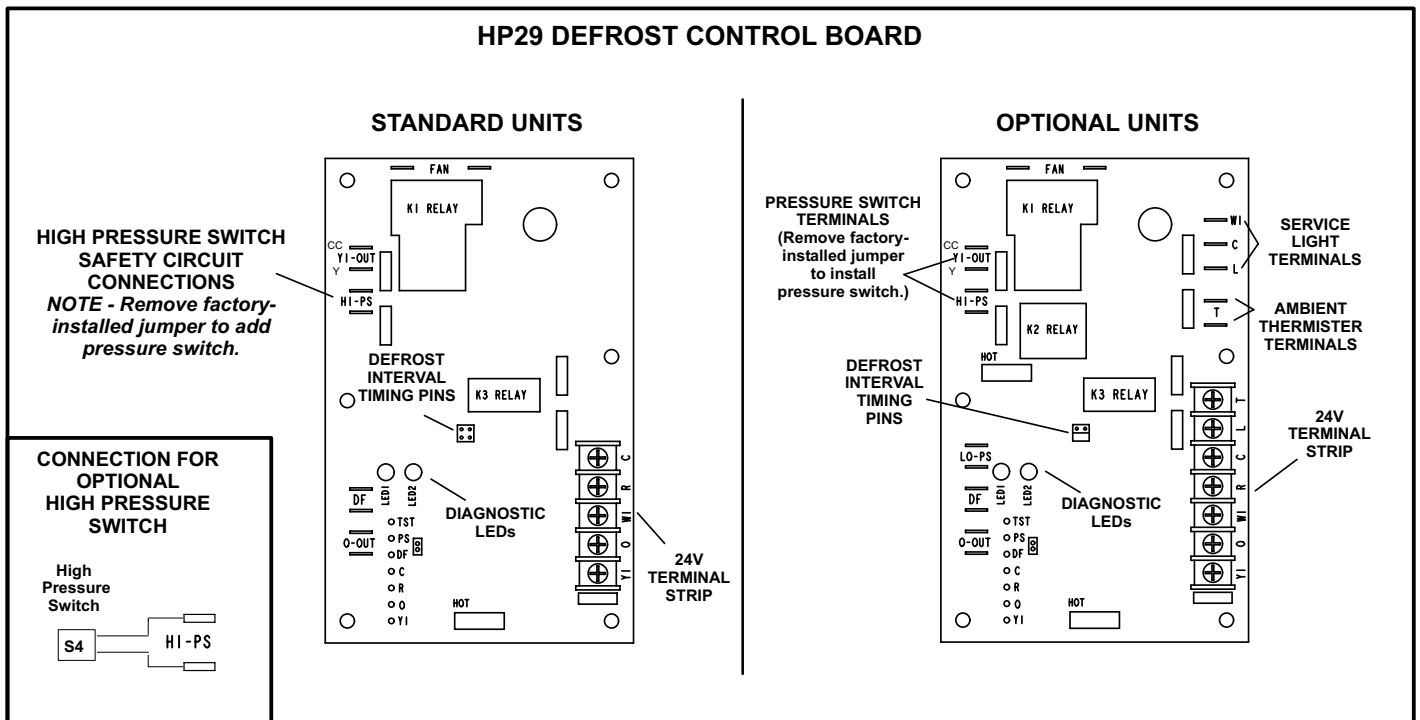 HP29 DEFROST CONTROL BOARD
STANDARD UNITS
FAN
K1 RELAY
HIGH PRESSURE SWITCH
SAFETY CIRCUIT
CONNECTIONS
NOTE - Remove factory-
installed jumper to add
pressure switch.
CC
Y1-OUT
Y
HI-PS
DEFROST
INTERVAL
TIMING PINS
K3 RELAY
DF
O-OUT
LED1
LED2
DIAGNOSTIC
LEDs
TST
PS
DF
C
R
O
Y1
HOT
C
R
W1
O
Y1
24V
TERMINAL
STRIP
CONNECTION FOR
OPTIONAL
HIGH PRESSURE
SWITCH
High
Pressure
Switch
S4
HI-PS
OPTIONAL UNITS
FAN
K1 RELAY
PRESSURE SWITCH
TERMINALS
(Remove factory-
installed jumper
to install
pressure switch.)
CC
Y1-OUT
Y
HI-PS
K2 RELAY
HOT
W1
C
L
SERVICE
LIGHT
TERMINALS
T
AMBIENT
THERMISTER
TERMINALS
DEFROST
INTERVAL
TIMING
PINS
K3 RELAY
LO-PS
DF
O-OUT
LED1
LED2
DIAGNOSTIC
LEDs
TST
PS
DF
C
R
O
Y1
HOT
T
L
C
R
W1
O
Y1
24V
TERMINAL
STRIP